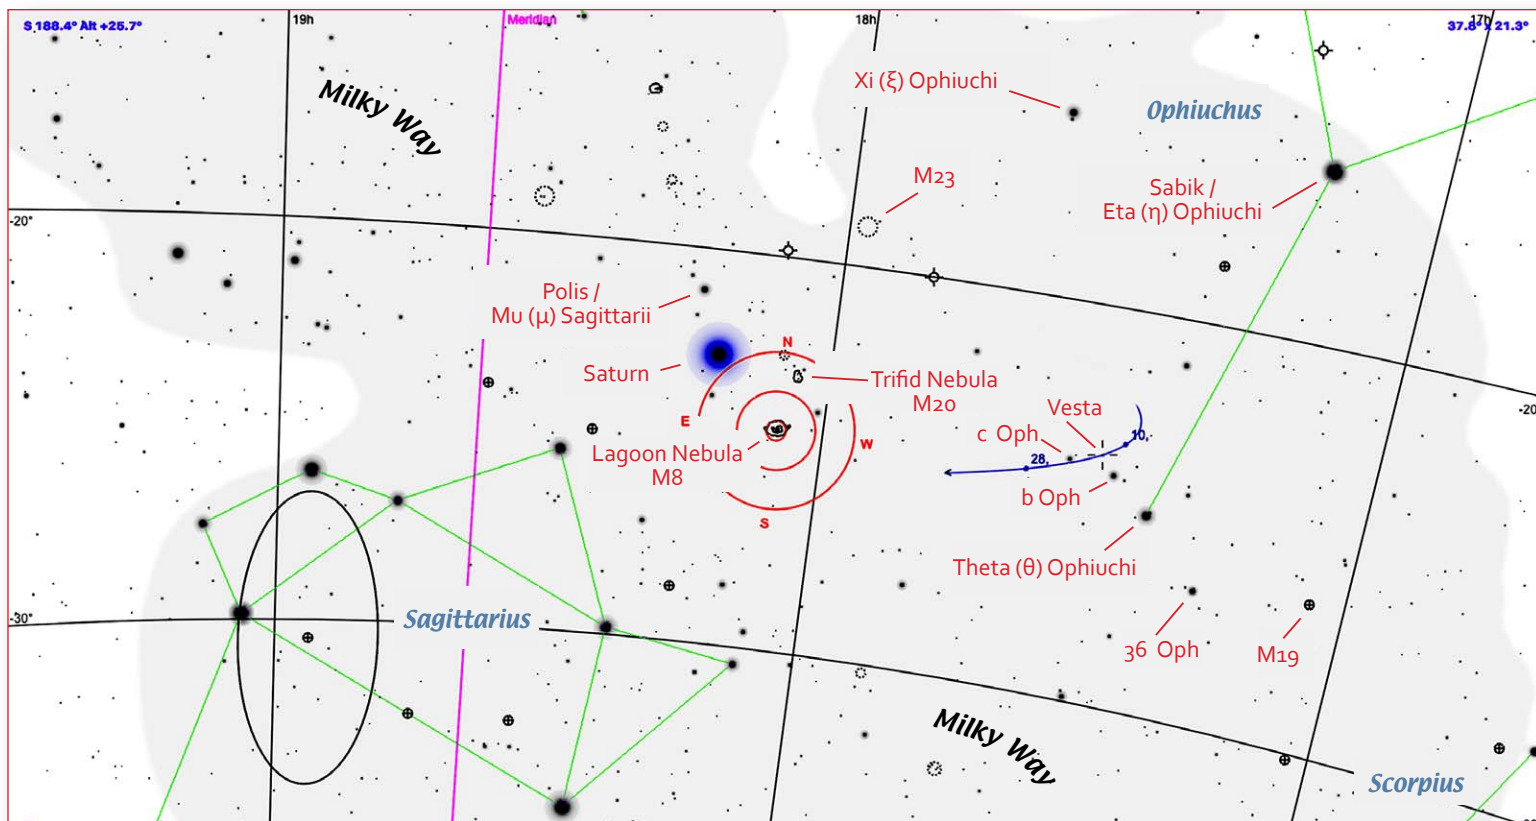 S 188.4° Alt +25.7°
19h
Meridian
18h
17h
37.8° x 21.3°
Milky Way
Xi (ξ) Ophiuchi
Ophiuchus
M23
Sabik /
Eta (η) Ophiuchi
-20°
Polis /
Mu (μ) Sagittarii
N
Saturn
Trifid Nebula
M20
-20
E
Vesta
c Oph
10,
W
Lagoon Nebula
M8
28,
b Oph
S
Theta (θ) Ophiuchi
-30°
Sagittarius
36 Oph
M19
Milky Way
Scorpius